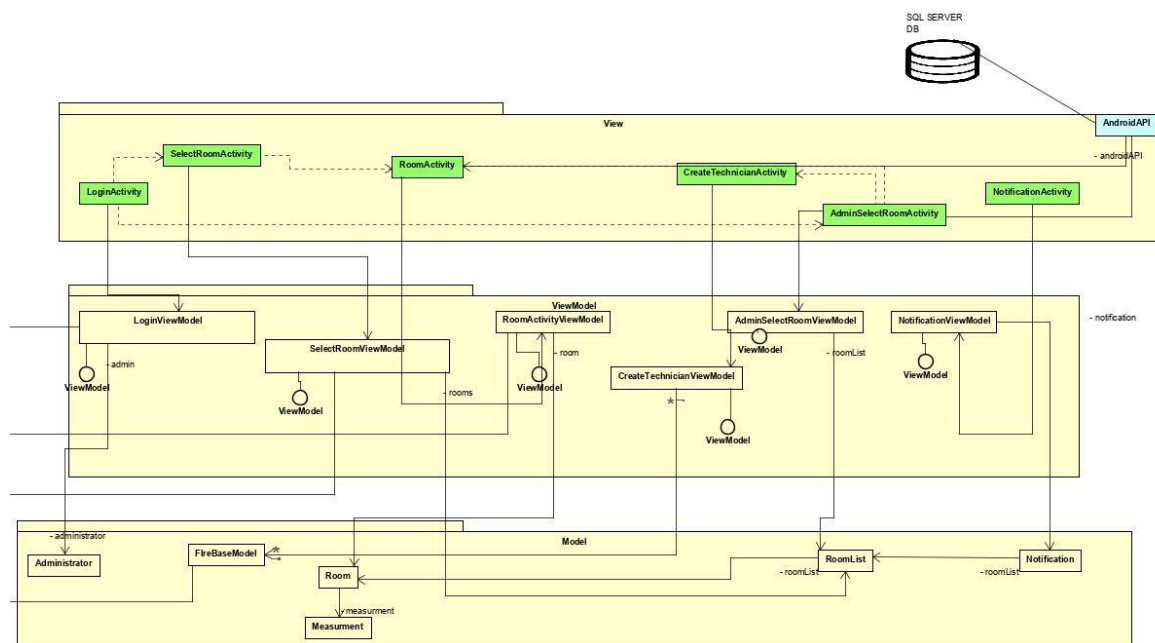 SQL SERVER
DB
View
AndroidAPI
- androidAPI
SelectRoomActivity
RoomActivity
CreateTechnicianActivity
LoginActivity
NotificationActivity
AdminSelectRoomActivity
ViewModel
LoginViewModel
RoomActivityViewModel
AdminSelectRoomViewModel
NotificationViewModel
- notification
SelectRoomViewModel
- room
ViewModel
- roomList
- admin
ViewModel
ViewModel
CreateTechnicianViewModel
ViewModel
ViewModel
- rooms
*
ViewModel
- administrator
Model
Administrator
FIreBaseModel
*
RoomList
Notification
Room
- roomList
- roomList
- measurment
Measurment